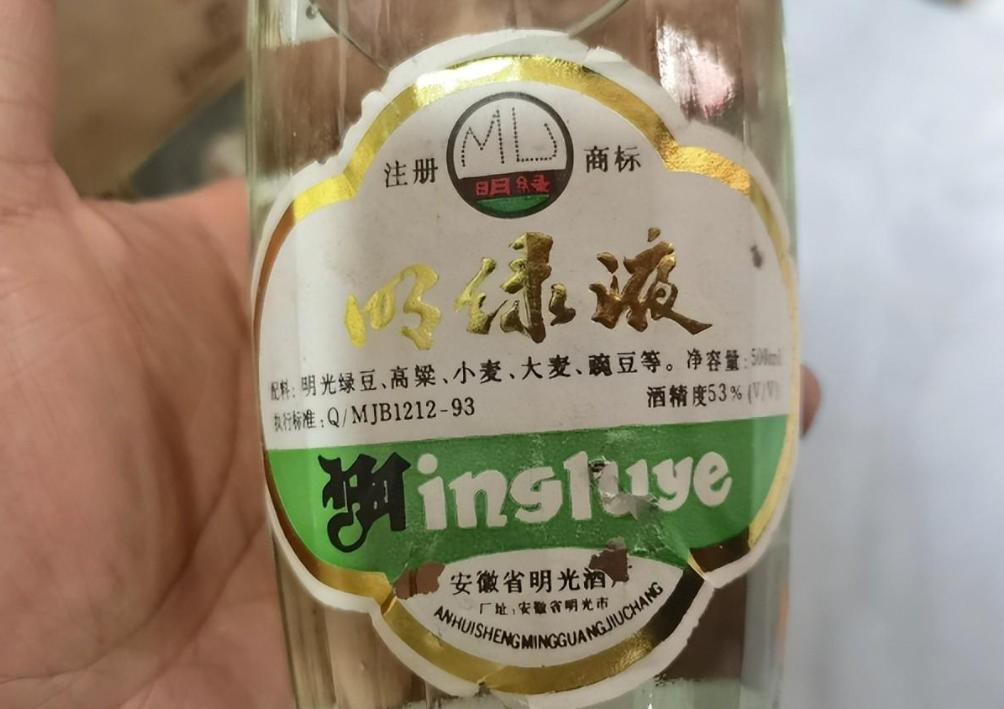 注册 商标
MLJ
明绿
明绿液
配料:明光绿豆、高粱、小麦、大麦、豌豆等。净容量:500ml
执行标准:Q/MJB1212-93 酒精度53%(V/V)
Mingluye
安徽省明光酒
厂址:安徽省明光市
ANHUISHENGMINGGUANGJIUCHANG